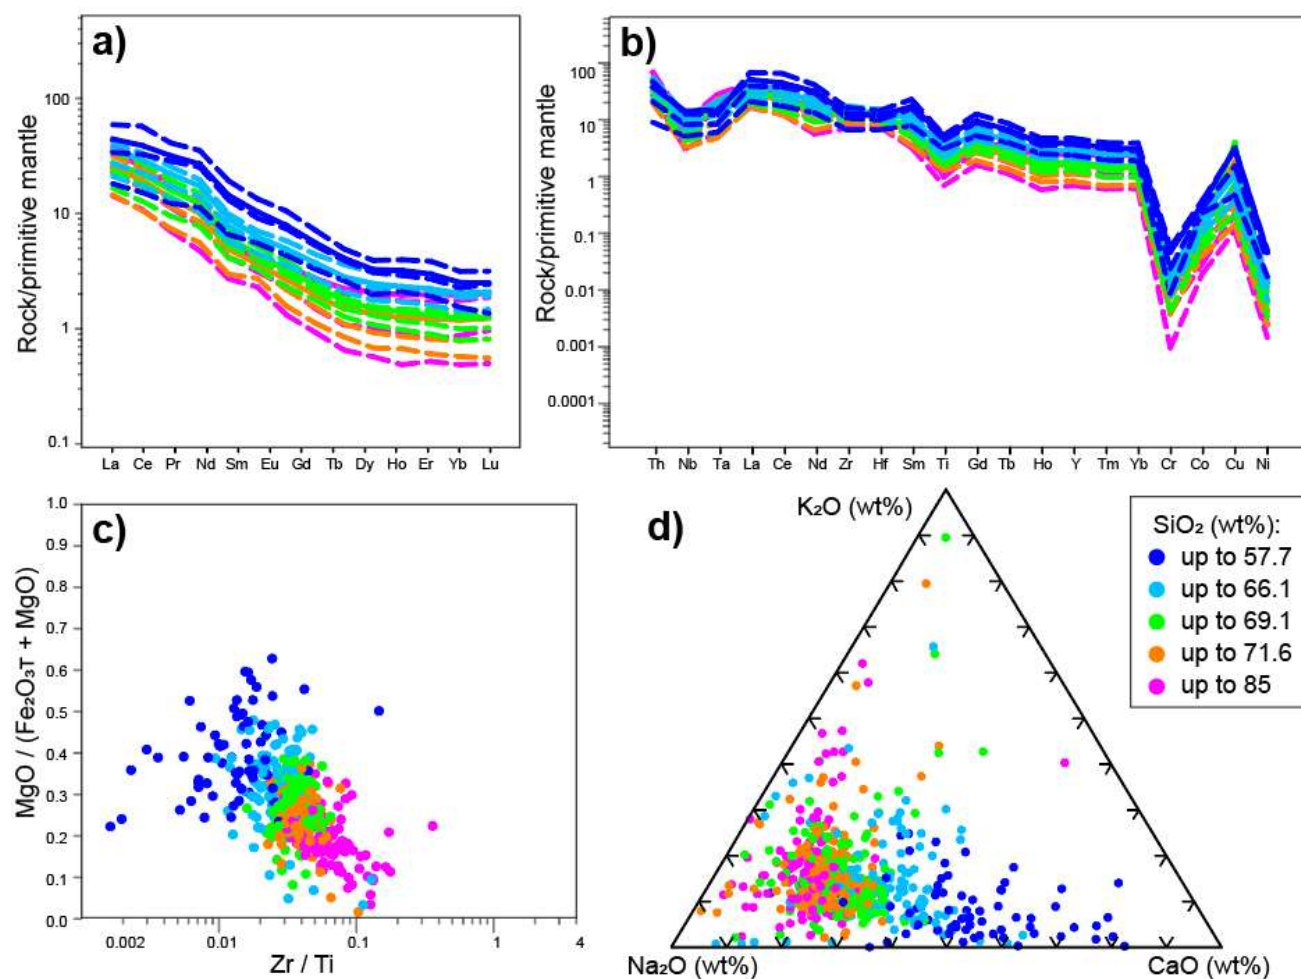 a)
Rock/primitive mantle
100
10
1
0.1
La Ce Pr Nd Sm Eu Gd Tb Dy Ho Er Yb Lu
b)
Rock/primitive mantle
100
10
1
0.1
0.01
0.001
0.0001
Th Nb Ta La Ce Nd Zr Hf Sm Ti Gd Tb Ho Y Tm Yb Cr Co Cu Ni
c)
MgO / (Fe₂O₃T + MgO)
1.0
0.9
0.8
0.7
0.6
0.5
0.4
0.3
0.2
0.1
0.0
0.002 0.01 0.1 1 4
Zr / Ti
d)
K₂O (wt%)
Na₂O (wt%)
CaO (wt%)
SiO₂ (wt%):
up to 57.7
up to 66.1
up to 69.1
up to 71.6
up to 85